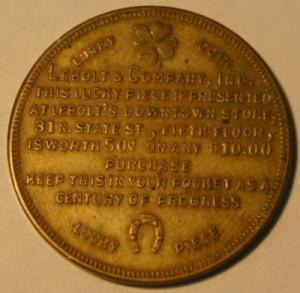 LUCKY COIN
LEBOLT & COMPANY, INC.
THIS LUCKY PIECE IF PRESENTED
AT LEBOLT'S DOWNTOWN STORE,
31 N. STATE ST., FIFTH FLOOR,
IS WORTH 50¢ ON ANY $10.00
PURCHASE
KEEP THIS IN YOUR POCKET AS A
CENTURY OF PROGRESS
LUCKY PIECE